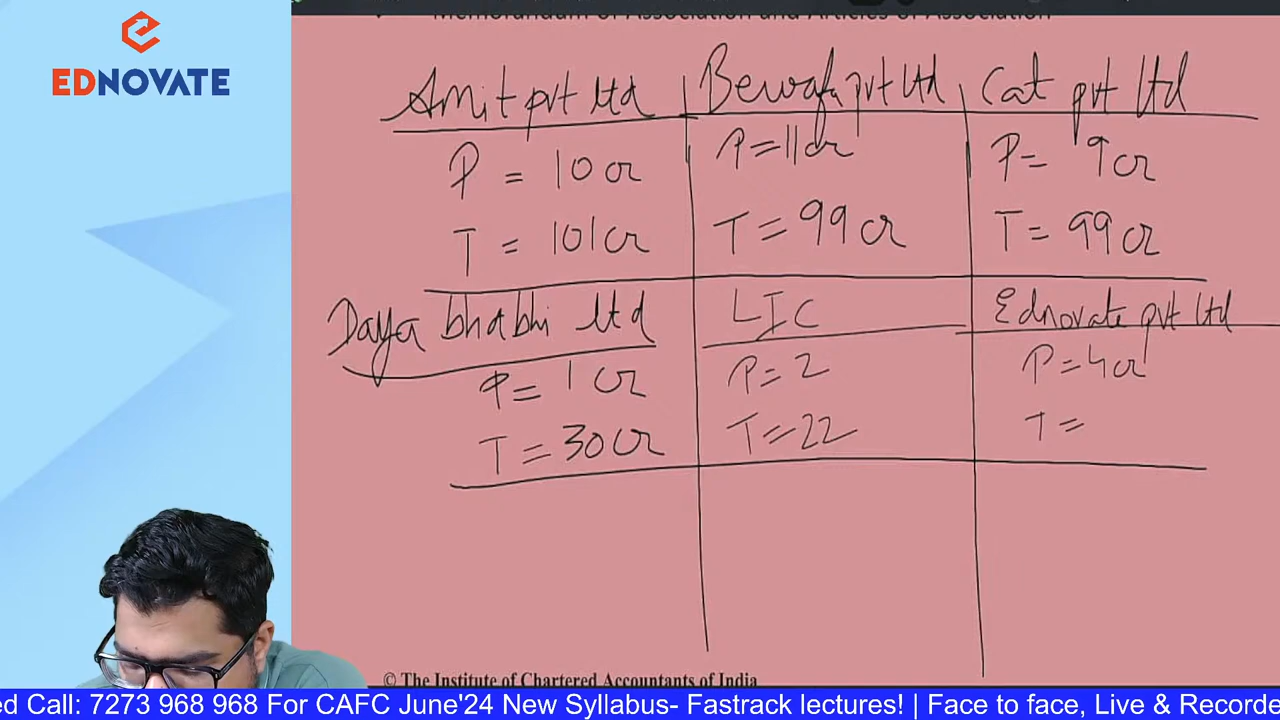 Memorandum of Association and Articles of Association
EDNOVATE
Amit pvt ltd
Bewafa pvt ltd
Cat pvt ltd
P = 10 cr
P = 11 cr
P = 9 cr
T = 101 cr
T = 99 cr
T = 99 cr
Daya bhabhi ltd
LIC
Ednovate pvt ltd
P = 1 cr
P = 2
P = 4 cr
T = 30 cr
T = 22
T =
© The Institute of Chartered Accountants of India
ed Call: 7273 968 968 For CAFC June'24 New Syllabus- Fastrack lectures! | Face to face, Live & Recorde